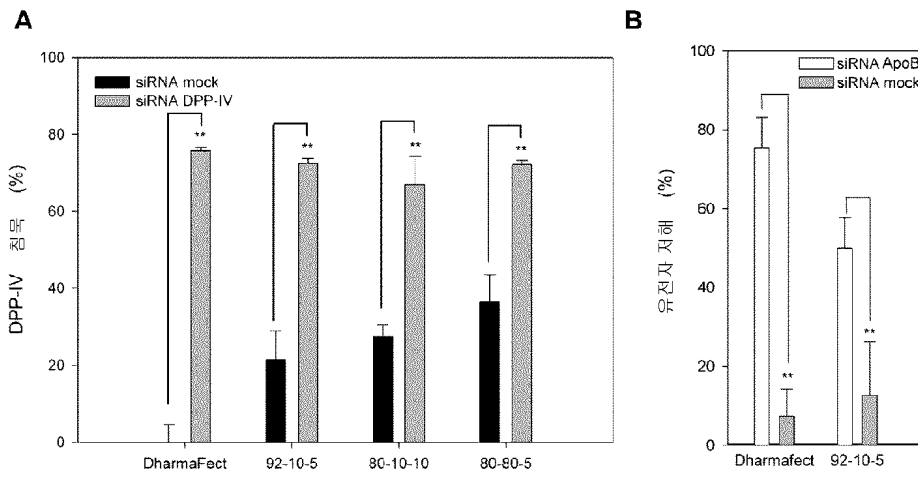 A
DPP-IV 침묵 (%)
100
80
60
40
20
0
siRNA mock
siRNA DPP-IV
**
**
**
**
DharmaFect
92-10-5
80-10-10
80-80-5
B
유전자 저해 (%)
100
80
60
40
20
0
siRNA ApoB
siRNA mock
**
**
Dharmafect
92-10-5